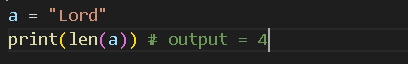 a = "Lord"
print(len(a)) # output = 4